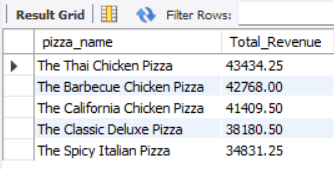 Result Grid Filter Rows:
pizza_name Total_Revenue
The Thai Chicken Pizza 43434.25
The Barbecue Chicken Pizza 42768.00
The California Chicken Pizza 41409.50
The Classic Deluxe Pizza 38180.50
The Spicy Italian Pizza 34831.25